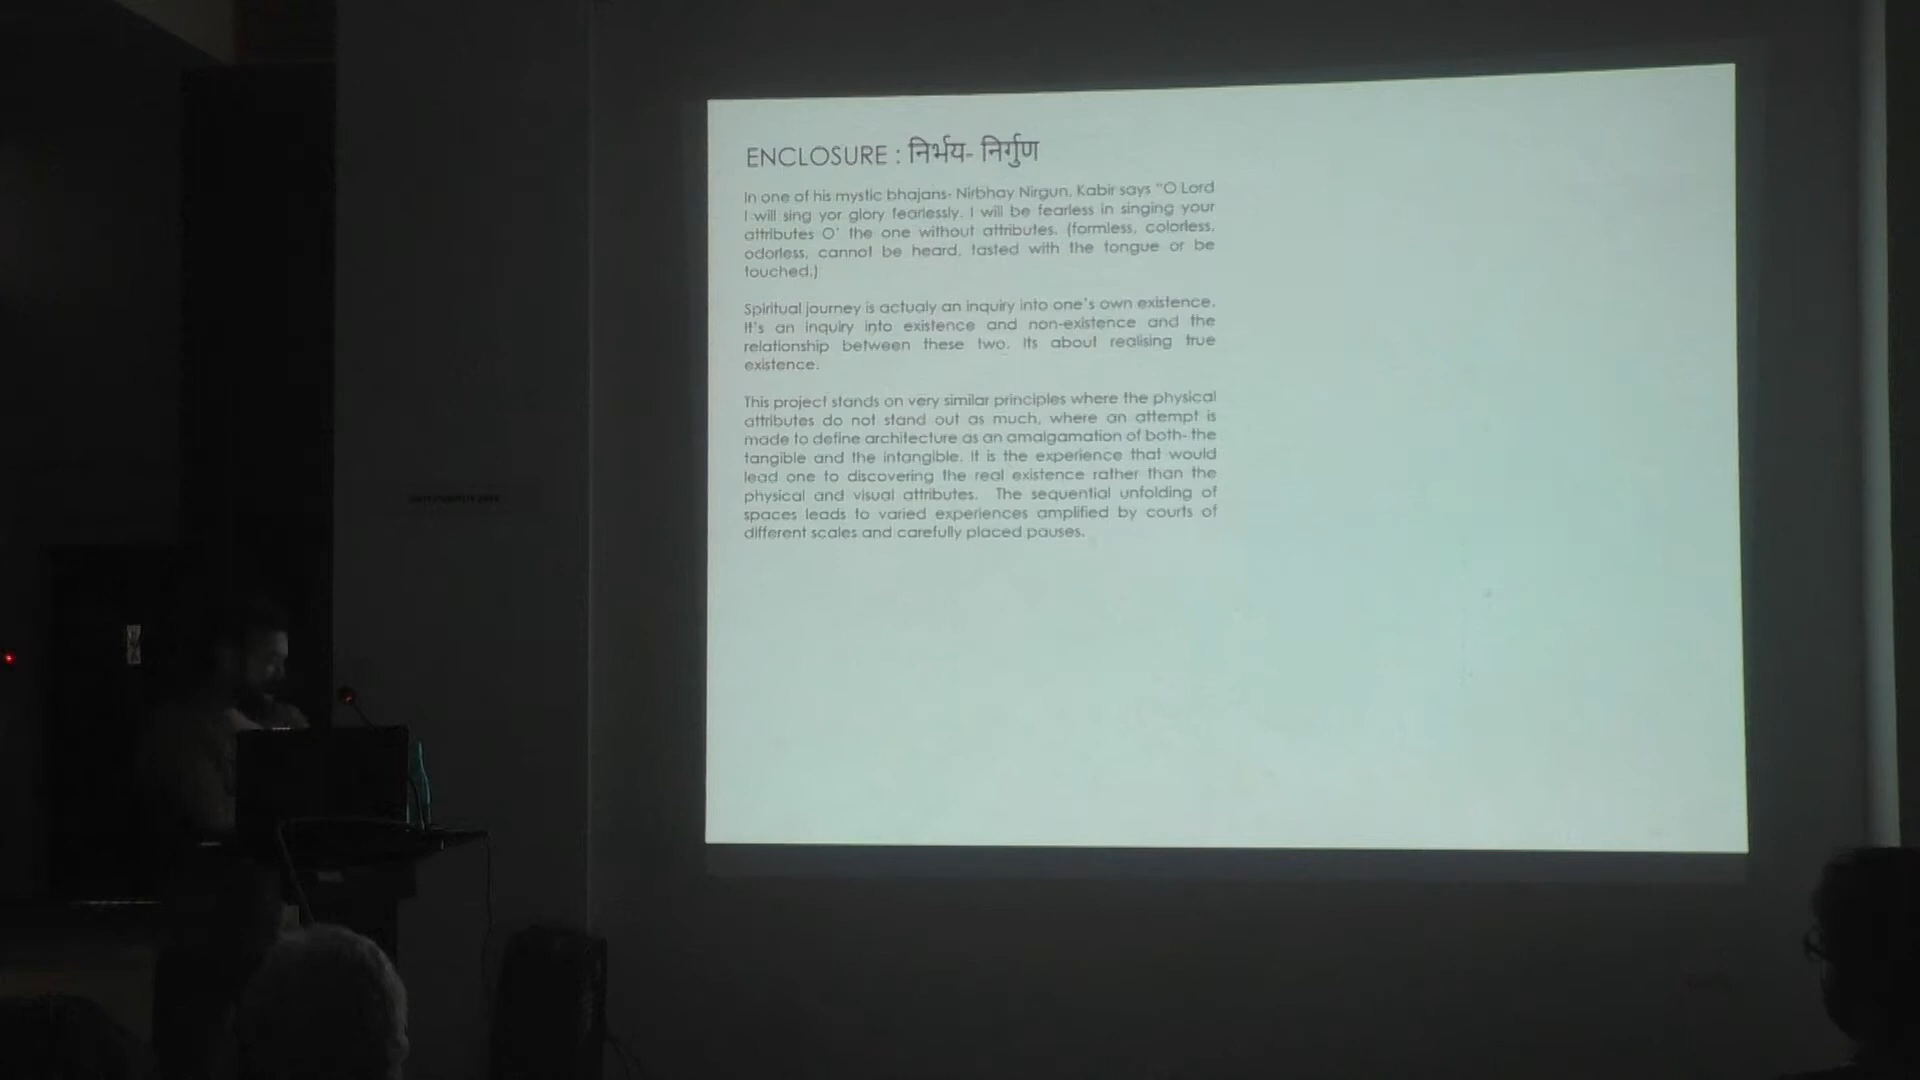 ENCLOSURE : निर्भय- निर्गुण
In one of his mystic bhajans- Nirbhay Nirgun, Kabir says "O Lord
I will sing yor glory fearlessly. I will be fearless in singing your
attributes O' the one without attributes. (formless, colorless,
odorless, cannot be heard, tasted with the tongue or be
touched.)
Spiritual journey is actualy an inquiry into one's own existence.
It's an inquiry into existence and non-existence and the
relationship between these two. Its about realising true
existence.
This project stands on very similar principles where the physical
attributes do not stand out as much, where an attempt is
made to define architecture as an amalgamation of both- the
tangible and the intangible. It is the experience that would
lead one to discovering the real existence rather than the
physical and visual attributes. The sequential unfolding of
spaces leads to varied experiences amplified by courts of
different scales and carefully placed pauses.